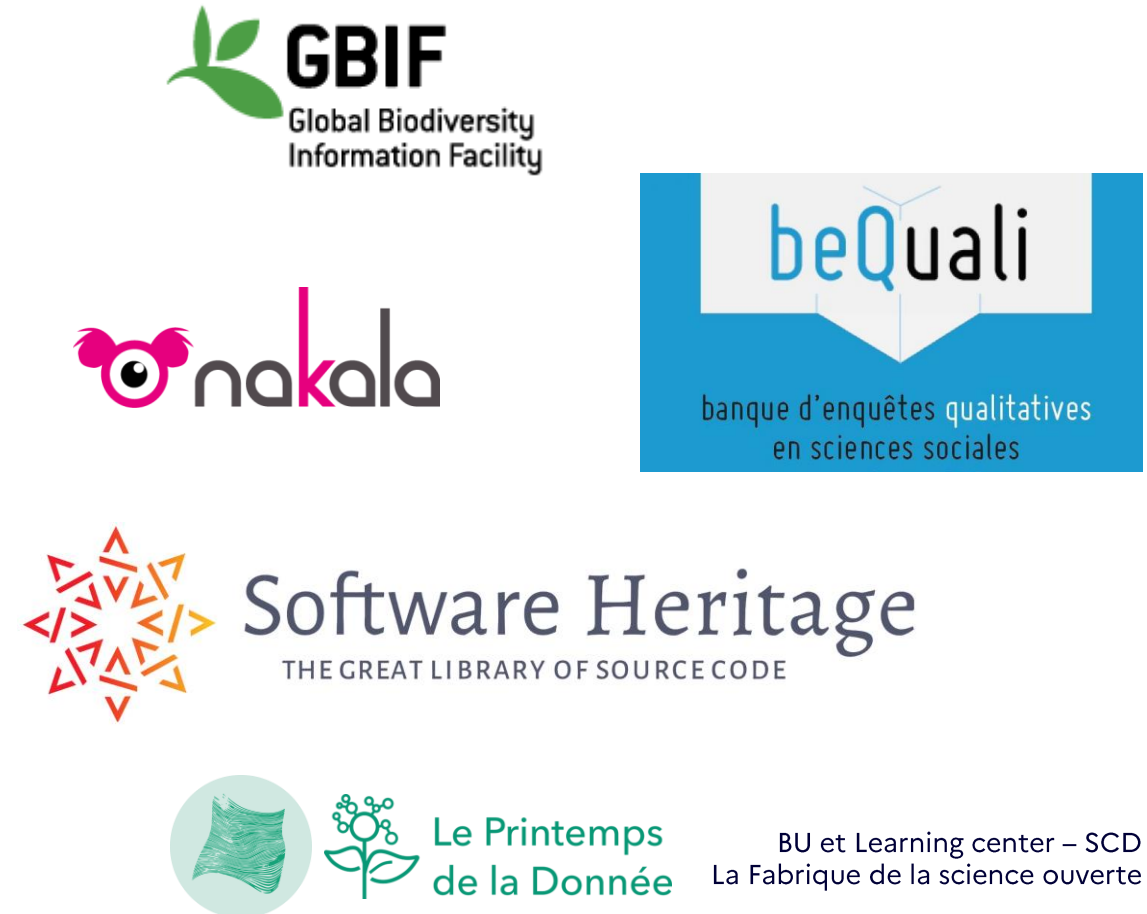 GBIF
Global Biodiversity
Information Facility
beQuali
banque d'enquêtes qualitatives
en sciences sociales
nakala
Software Heritage
THE GREAT LIBRARY OF SOURCE CODE
Le Printemps
de la Donnée
BU et Learning center – SCD
La Fabrique de la science ouverte